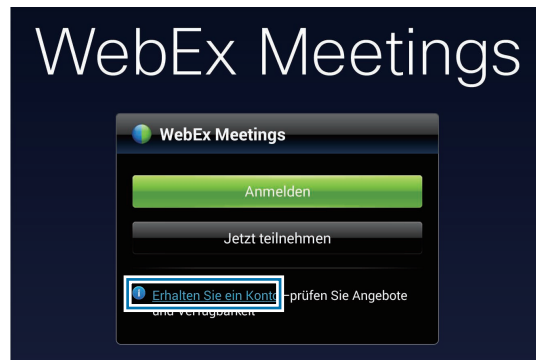 WebEx Meetings
WebEx Meetings
Anmelden
Jetzt teilnehmen
Erhalten Sie ein Konto –prüfen Sie Angebote
und Verfügbarkeit